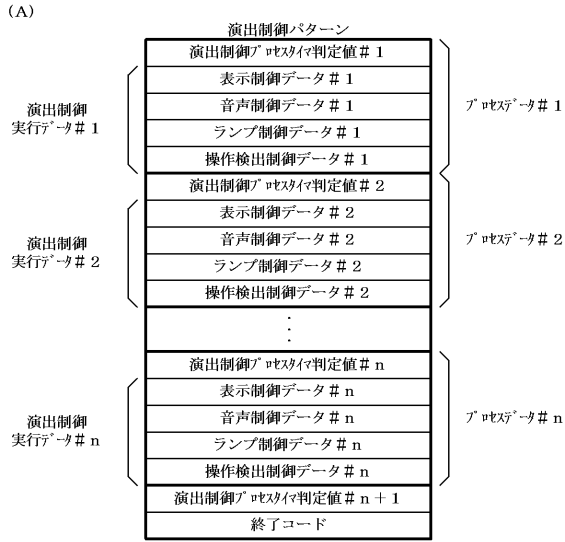 (A)
演出制御パターン
演出制御ﾌﾟﾛｾｽﾀｲﾏ判定値＃１
表示制御データ＃１
音声制御データ＃１
ランプ制御データ＃１
操作検出制御データ＃１
演出制御
実行ﾃﾞｰﾀ＃１
ﾌﾟﾛｾｽﾃﾞｰﾀ＃１
演出制御ﾌﾟﾛｾｽﾀｲﾏ判定値＃２
表示制御データ＃２
音声制御データ＃２
ランプ制御データ＃２
操作検出制御データ＃２
演出制御
実行ﾃﾞｰﾀ＃２
ﾌﾟﾛｾｽﾃﾞｰﾀ＃２
⋮
演出制御ﾌﾟﾛｾｽﾀｲﾏ判定値＃ｎ
表示制御データ＃ｎ
音声制御データ＃ｎ
ランプ制御データ＃ｎ
操作検出制御データ＃ｎ
演出制御
実行ﾃﾞｰﾀ＃ｎ
ﾌﾟﾛｾｽﾃﾞｰﾀ＃ｎ
演出制御ﾌﾟﾛｾｽﾀｲﾏ判定値＃ｎ＋１
終了コード